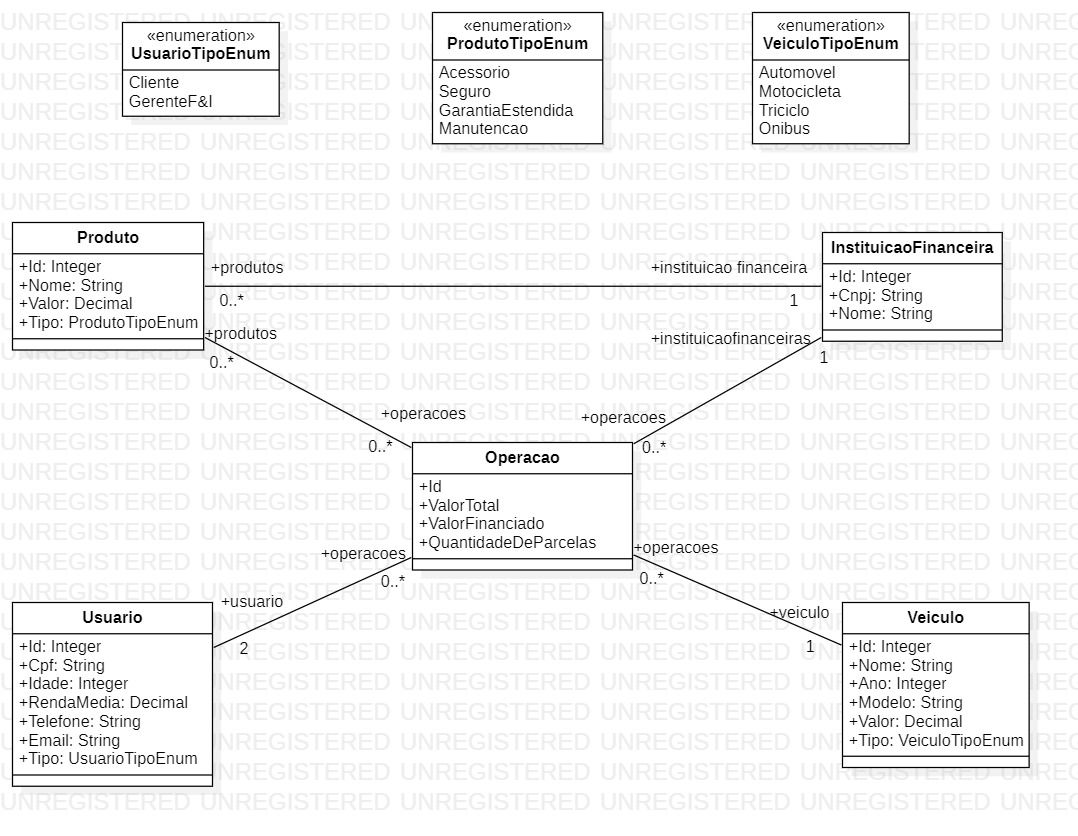 «enumeration»
UsuarioTipoEnum
Cliente
GerenteF&I
«enumeration»
ProdutoTipoEnum
Acessorio
Seguro
GarantiaEstendida
Manutencao
«enumeration»
VeiculoTipoEnum
Automovel
Motocicleta
Triciclo
Onibus
Produto
+Id: Integer
+Nome: String
+Valor: Decimal
+Tipo: ProdutoTipoEnum
+produtos
0..*
+instituicao financeira
1
InstituicaoFinanceira
+Id: Integer
+Cnpj: String
+Nome: String
+produtos
0..*
+operacoes
0..*
+instituicaofinanceiras
1
+operacoes
0..*
Operacao
+Id
+ValorTotal
+ValorFinanciado
+QuantidadeDeParcelas
+operacoes
0..*
+usuario
2
+operacoes
0..*
+veiculo
1
Usuario
+Id: Integer
+Cpf: String
+Idade: Integer
+RendaMedia: Decimal
+Telefone: String
+Email: String
+Tipo: UsuarioTipoEnum
Veiculo
+Id: Integer
+Nome: String
+Ano: Integer
+Modelo: String
+Valor: Decimal
+Tipo: VeiculoTipoEnum
UNREGISTERED